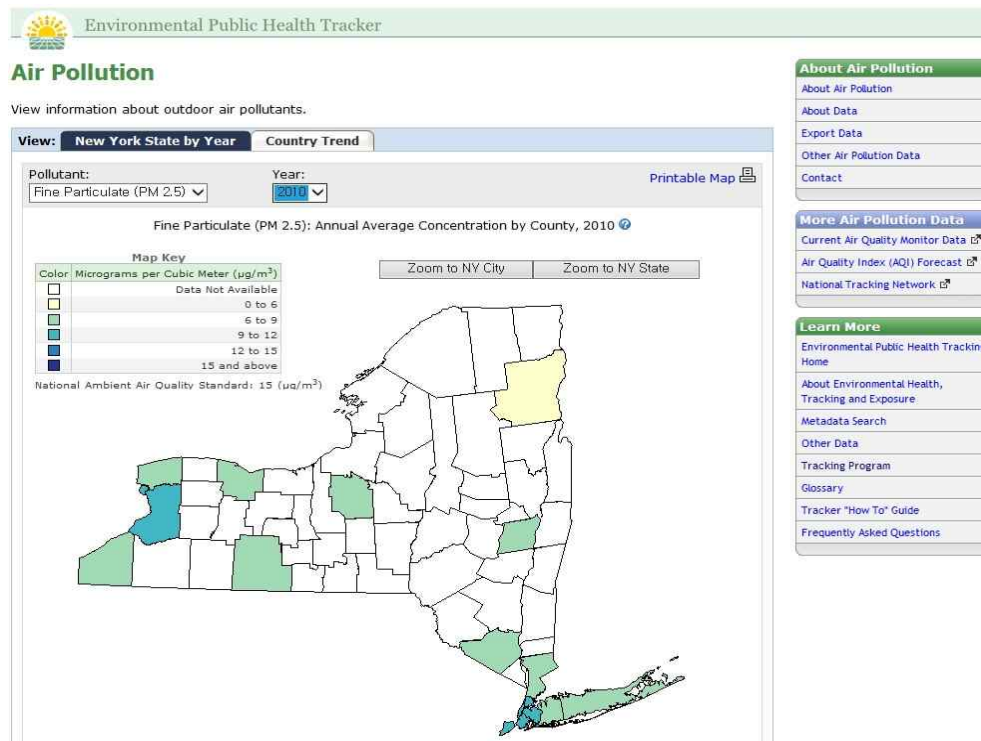 Environmental Public Health Tracker
Air Pollution
View information about outdoor air pollutants.
View: New York State by Year Country Trend
Pollutant: Year:
Fine Particulate (PM 2.5) 2010 Printable Map
Fine Particulate (PM 2.5): Annual Average Concentration by County, 2010
Map Key
Color Micrograms per Cubic Meter (μg/m³)
Data Not Available
0 to 6
6 to 9
9 to 12
12 to 15
15 and above
National Ambient Air Quality Standard: 15 (μg/m³)
Zoom to NY City Zoom to NY State
About Air Pollution
About Air Pollution
About Data
Export Data
Other Air Pollution Data
Contact
More Air Pollution Data
Current Air Quality Monitor Data
Air Quality Index (AQI) Forecast
National Tracking Network
Learn More
Environmental Public Health Trackin
Home
About Environmental Health,
Tracking and Exposure
Metadata Search
Other Data
Tracking Program
Glossary
Tracker "How To" Guide
Frequently Asked Questions